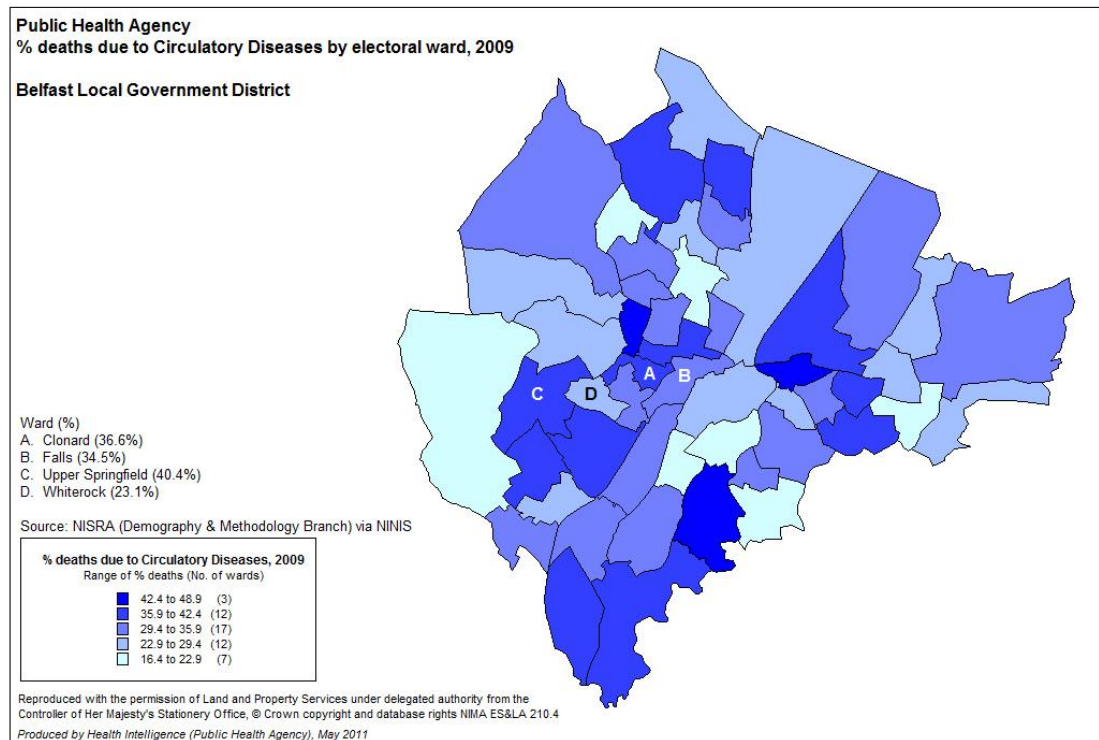 Public Health Agency
% deaths due to Circulatory Diseases by electoral ward, 2009
Belfast Local Government District
A
B
C
D
Ward (%)
A. Clonard (36.6%)
B. Falls (34.5%)
C. Upper Springfield (40.4%)
D. Whiterock (23.1%)
Source: NISRA (Demography & Methodology Branch) via NINIS
% deaths due to Circulatory Diseases, 2009
Range of % deaths (No. of wards)
42.4 to 48.9 (3)
35.9 to 42.4 (12)
29.4 to 35.9 (17)
22.9 to 29.4 (12)
16.4 to 22.9 (7)
Reproduced with the permission of Land and Property Services under delegated authority from the
Controller of Her Majesty's Stationery Office, © Crown copyright and database rights NIMA ES&LA 210.4
Produced by Health Intelligence (Public Health Agency), May 2011